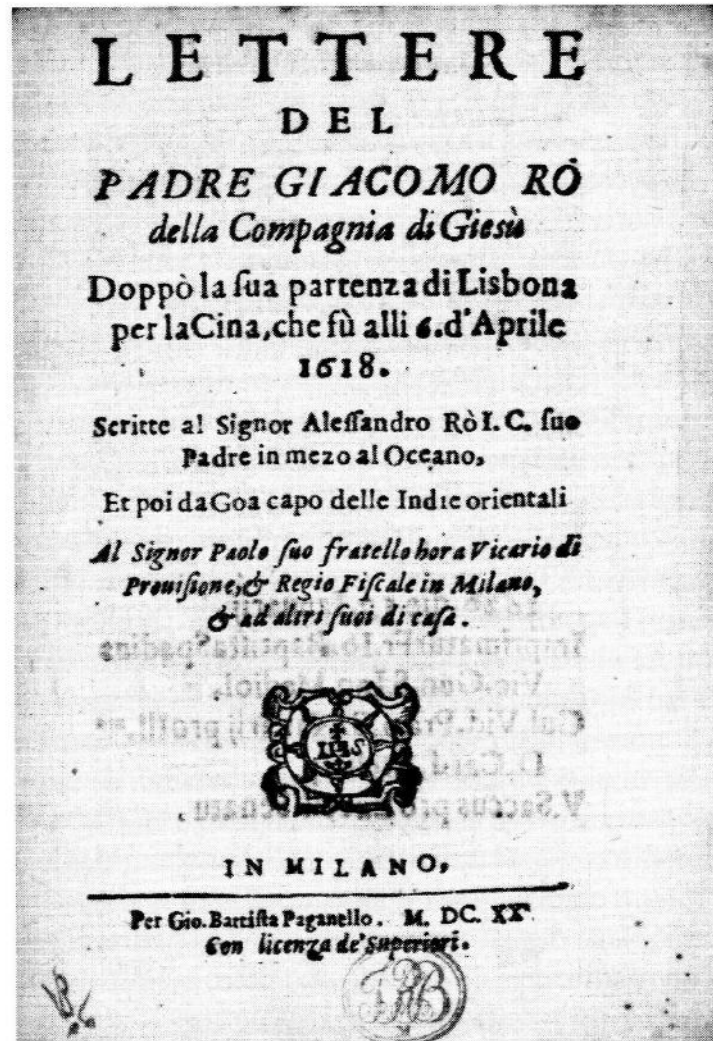 LETTERE
DEL
PADRE GIACOMO RÒ
della Compagnia di Giesù
Doppò la sua partenza di Lisbona
per la Cina, che fù alli 6. d'Aprile
1618.
Scritte al Signor Alessandro Rò I. C. suo
Padre in mezo al Oceano,
Et poi da Goa capo delle Indie orientali
Al Signor Paolo suo fratello hora Vicario di
Prouisione, & Regio Fiscale in Milano,
& ad altri suoi di casa.
IHS
IN MILANO,
Per Gio. Battista Paganello. M. DC. XX
Con licenza de' Superiori.